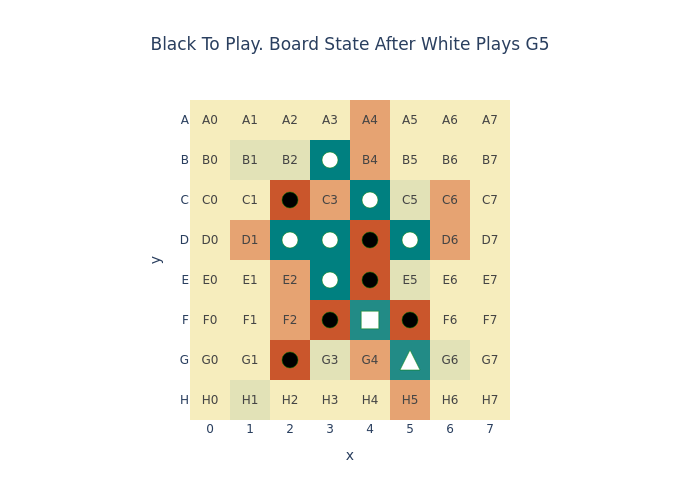 Black To Play. Board State After White Plays G5
A A0 A1 A2 A3 A4 A5 A6 A7
B B0 B1 B2 B4 B5 B6 B7
C C0 C1 C3 C5 C6 C7
D D0 D1 D6 D7
E E0 E1 E2 E5 E6 E7
F F0 F1 F2 F6 F7
G G0 G1 G3 G4 G6 G7
H H0 H1 H2 H3 H4 H5 H6 H7
0 1 2 3 4 5 6 7
x
y